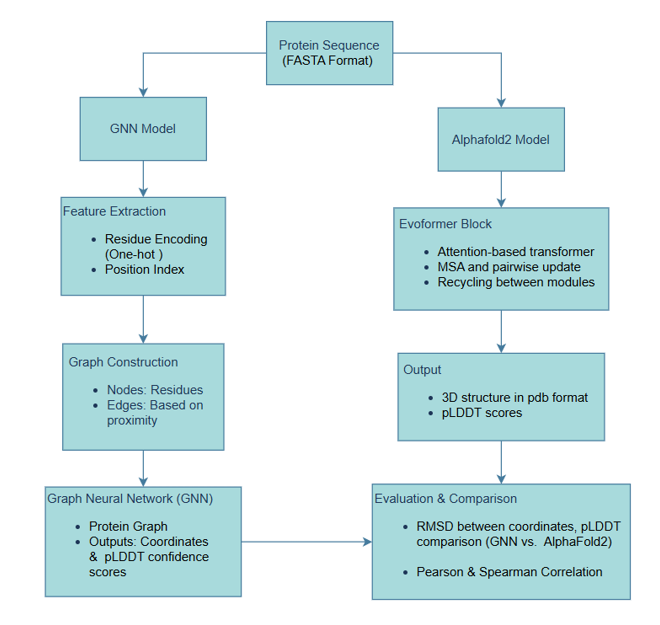 Protein Sequence
(FASTA Format)
GNN Model
Alphafold2 Model
Feature Extraction
• Residue Encoding
(One-hot )
• Position Index
Evoformer Block
• Attention-based transformer
• MSA and pairwise update
• Recycling between modules
Graph Construction
• Nodes: Residues
• Edges: Based on
proximity
Output
• 3D structure in pdb format
• pLDDT scores
Graph Neural Network (GNN)
• Protein Graph
• Outputs: Coordinates
& pLDDT confidence
scores
Evaluation & Comparison
• RMSD between coordinates, pLDDT
comparison (GNN vs. AlphaFold2)
• Pearson & Spearman Correlation